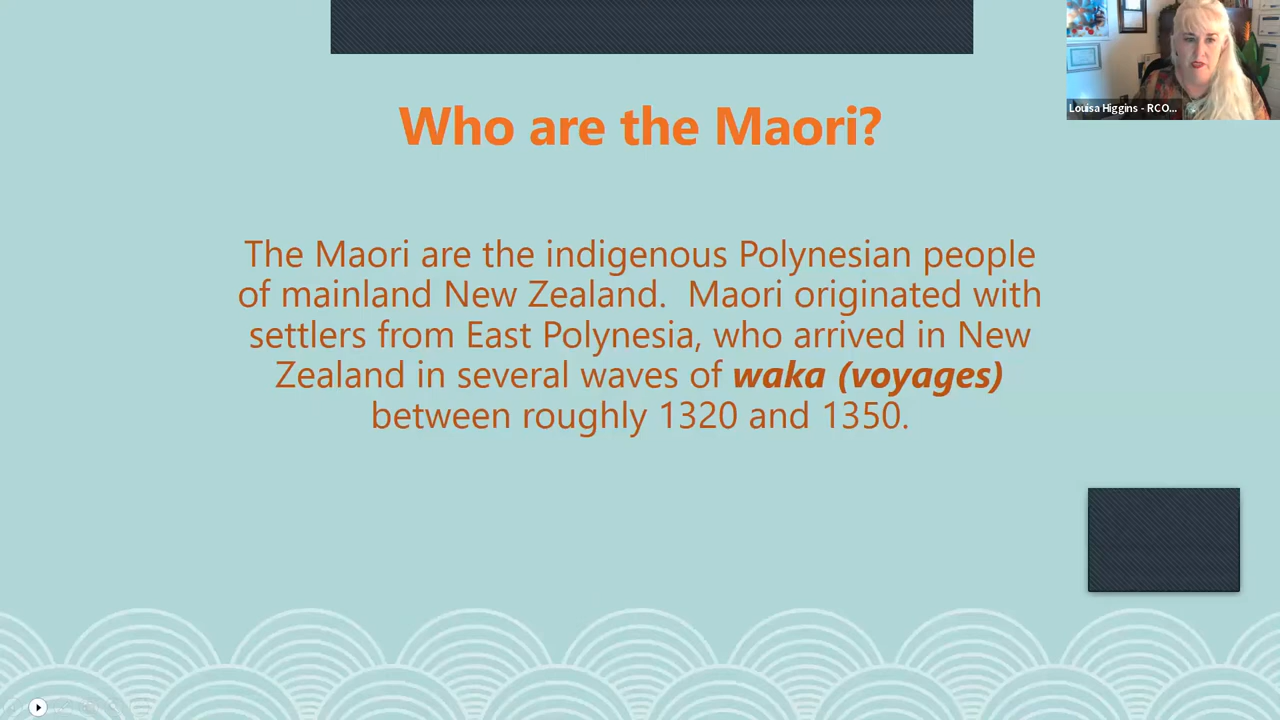 Louisa Higgins - RCO...
Who are the Maori?
The Maori are the indigenous Polynesian people
of mainland New Zealand.  Maori originated with
settlers from East Polynesia, who arrived in New
Zealand in several waves of waka (voyages)
between roughly 1320 and 1350.